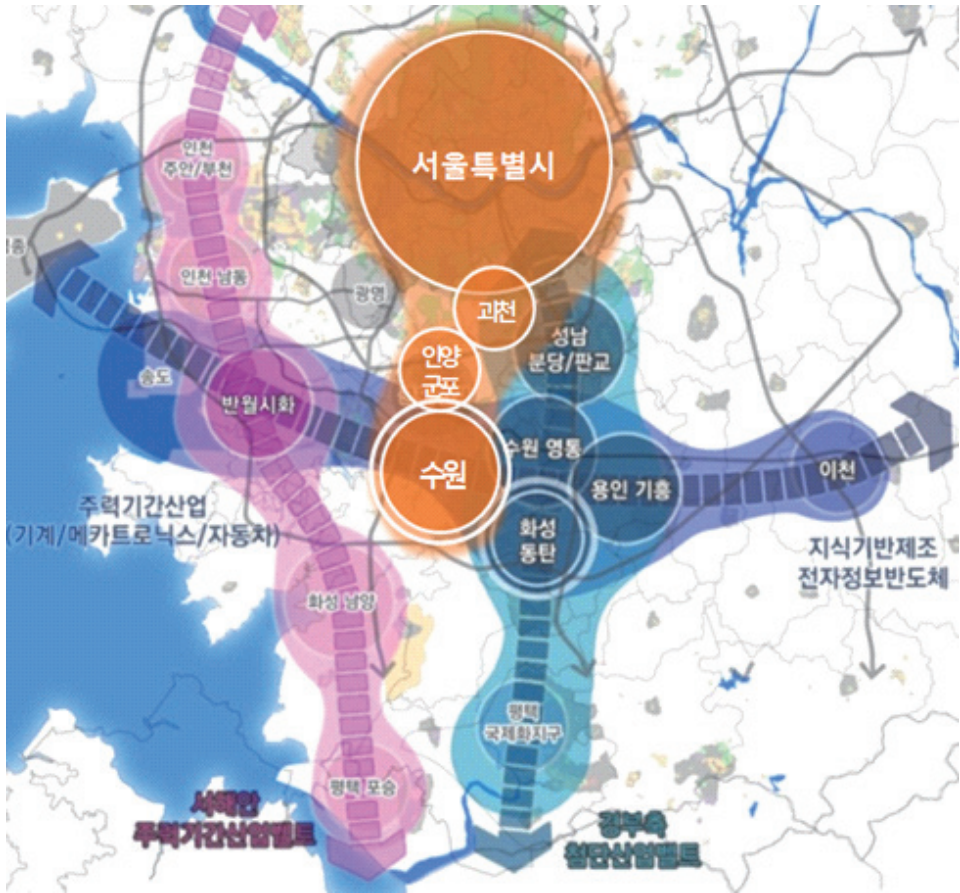 서울특별시
인천
주안/부천
인천 남동
광명
과천
성남
분당/판교
안양
군포
송도
반월시화
수원
수원 영통
용인 기흥
이천
화성
동탄
주력기간산업
(기계/메카트로닉스/자동차)
지식기반제조
전자정보반도체
화성 남양
평택
국제화지구
평택 포승
서해안
주력기간산업벨트
경부축
첨단산업벨트